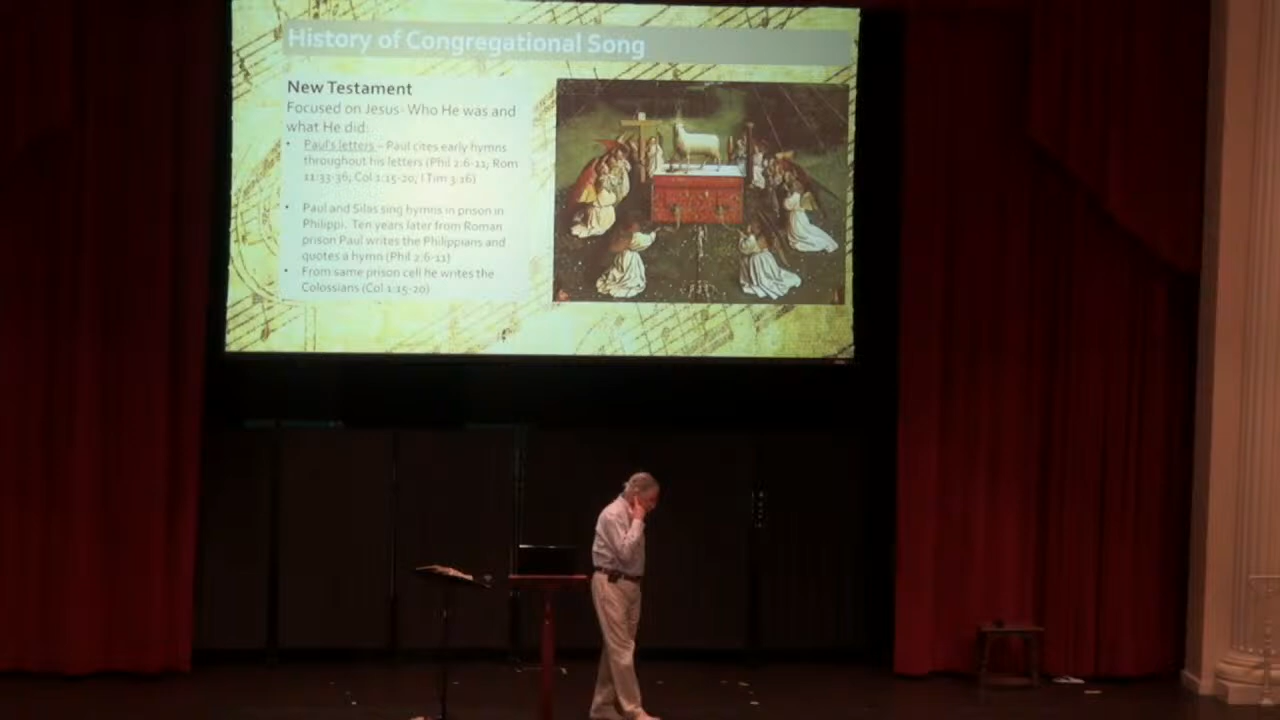 History of Congregational Song
New Testament
Focused on Jesus- Who He was and
what He did:
• Paul's letters – Paul cites early hymns
throughout his letters (Phil 2:6-11; Rom
11:33-36; Col 1:15-20; I Tim 3:16)
• Paul and Silas sing hymns in prison in
Philippi. Ten years later from Roman
prison Paul writes the Philippians and
quotes a hymn (Phil 2:6-11)
• From same prison cell he writes the
Colossians (Col 1:15-20)